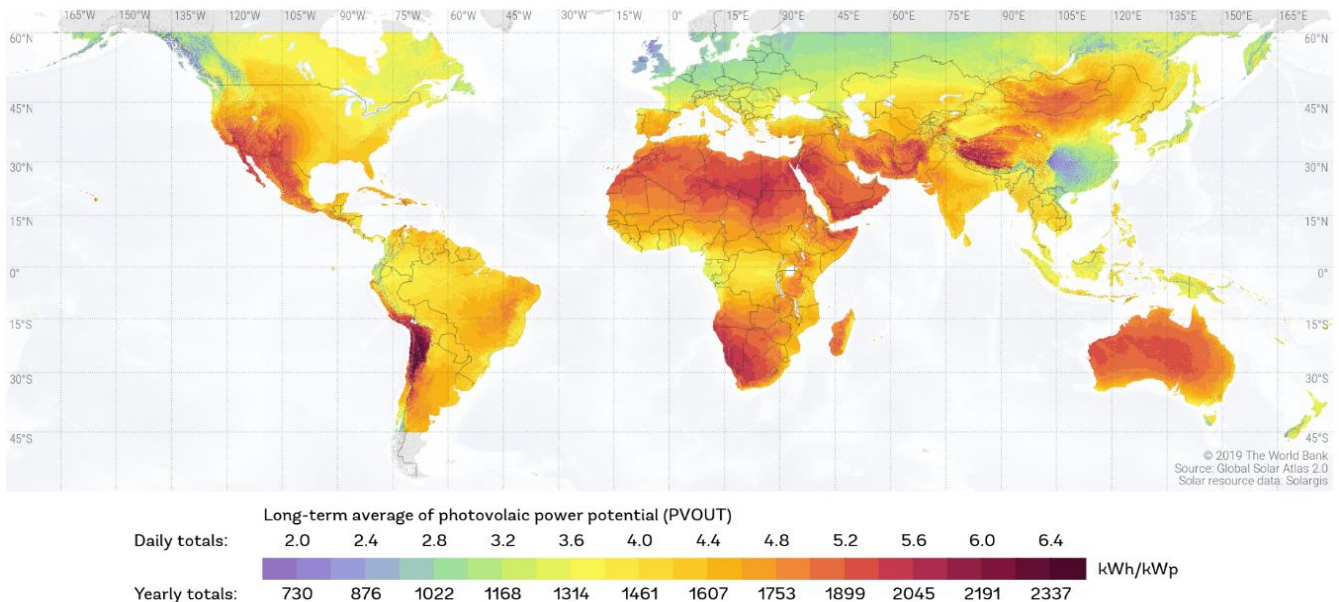 165°W 150°W 135°W 120°W 105°W 90°W 75°W 60°W 45°W 30°W 15°W 0° 15°E 30°E 45°E 60°E 75°E 90°E 105°E 120°E 135°E 150°E 165°E
60°N 60°N
45°N 45°N
30°N 30°N
15°N 15°N
0° 0°
15°S 15°S
30°S 30°S
45°S 45°S
© 2019 The World Bank
Source: Global Solar Atlas 2.0
Solar resource data: Solargis
Long-term average of photovolaic power potential (PVOUT)
Daily totals: 2.0 2.4 2.8 3.2 3.6 4.0 4.4 4.8 5.2 5.6 6.0 6.4
kWh/kWp
Yearly totals: 730 876 1022 1168 1314 1461 1607 1753 1899 2045 2191 2337